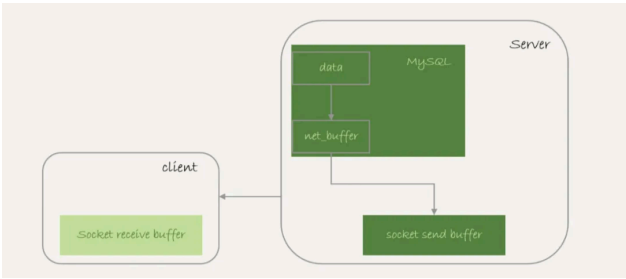 Server
MySQL
data
net_buffer
client
Socket receive buffer
socket send buffer